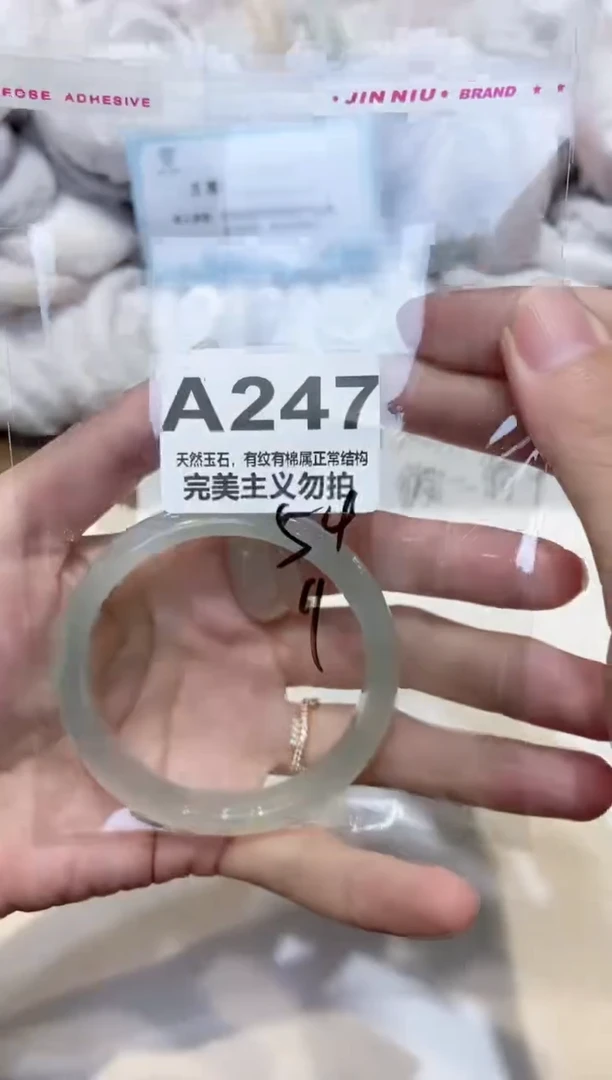 ROBE ADHESIVE
• JIN NIU • BRAND ★ ★
A247
天然玉石，有纹有棉属正常结构
完美主义勿拍
54
9